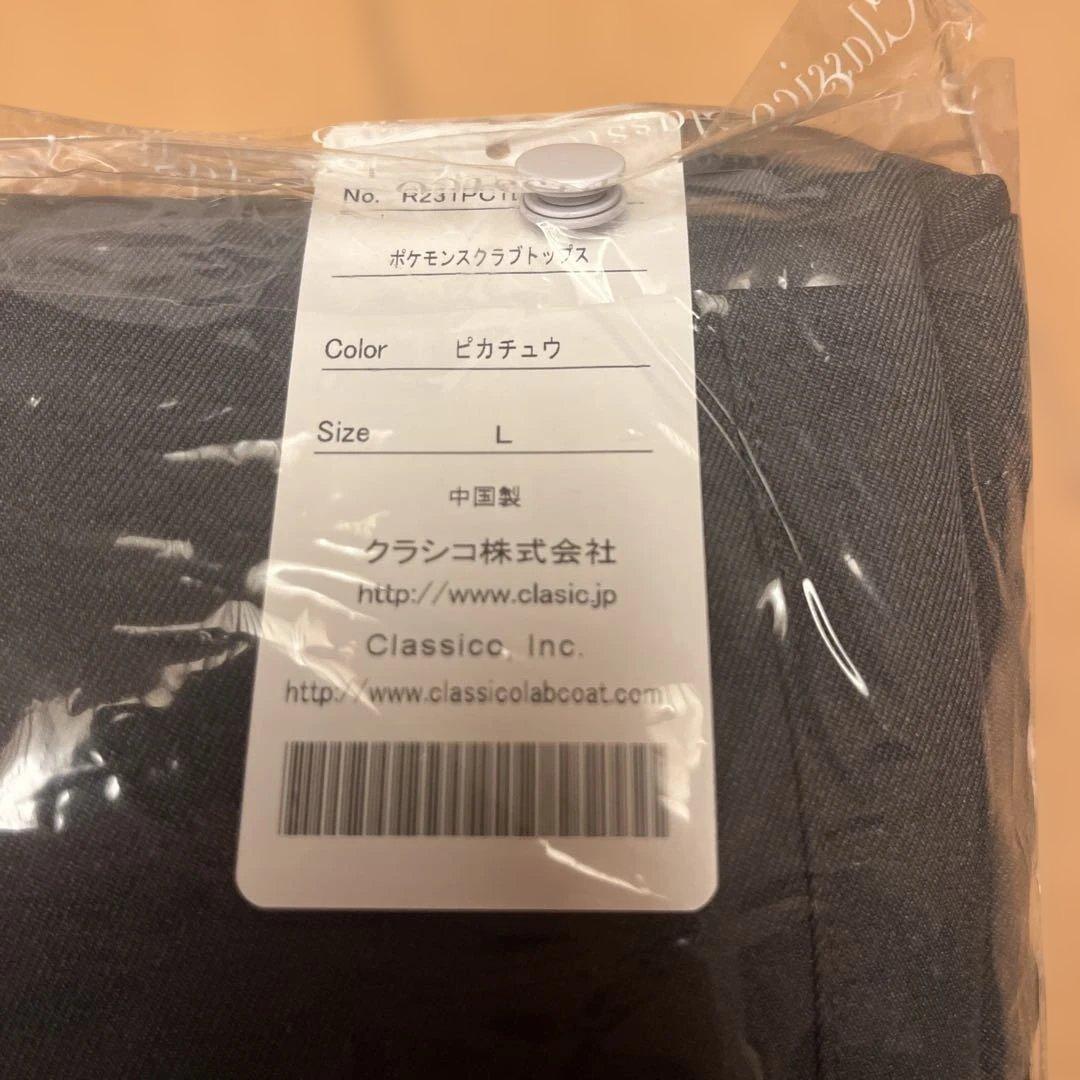 Classico
No.
ポケモンスクラブトップス
Color ピカチュウ
Size L
中国製
クラシコ株式会社
http://www.clasic.jp
Classico, Inc.
http://www.classicolabcoat.com